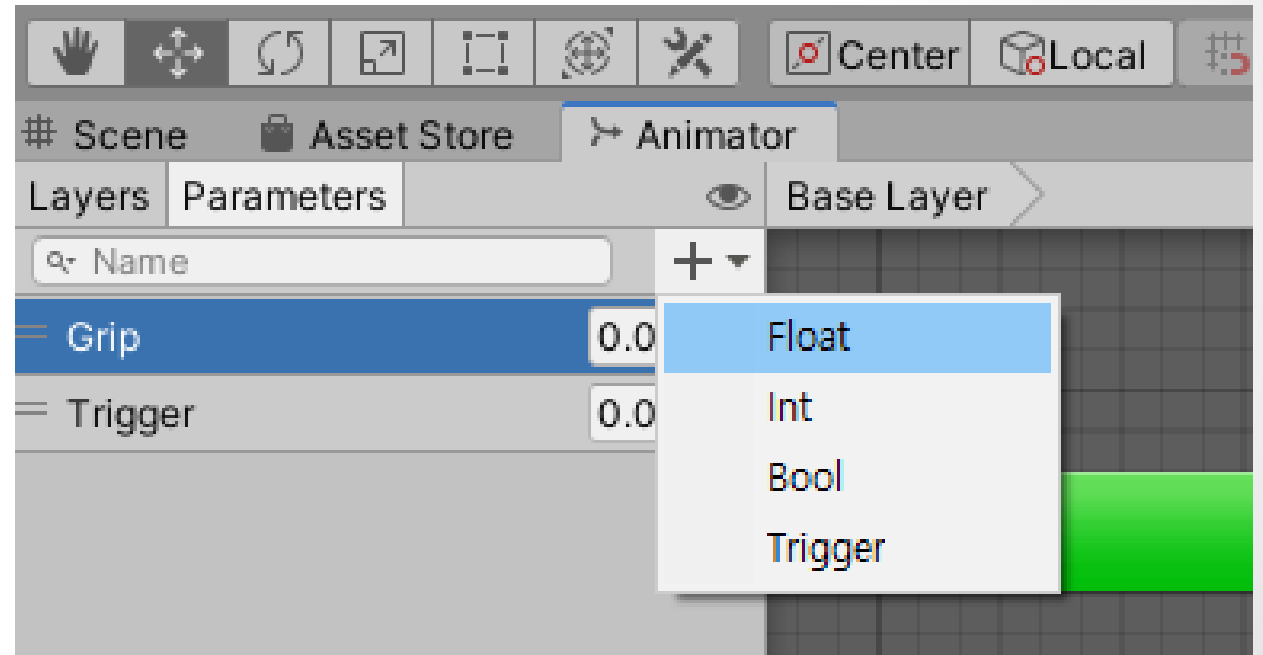 Center Local
Scene Asset Store Animator
Layers Parameters Base Layer
Name
Grip 0.0 Float
Int
Trigger 0.0
Bool
Trigger